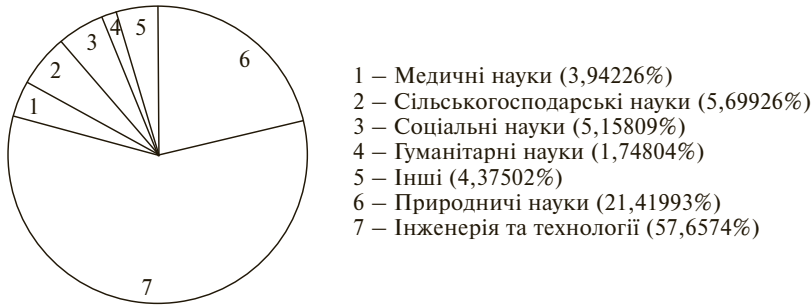 5
4
3
6
2
1
7
1 – Медичні науки (3,94226%)
2 – Сільськогосподарські науки (5,69926%)
3 – Соціальні науки (5,15809%)
4 – Гуманітарні науки (1,74804%)
5 – Інші (4,37502%)
6 – Природничі науки (21,41993%)
7 – Інженерія та технології (57,6574%)